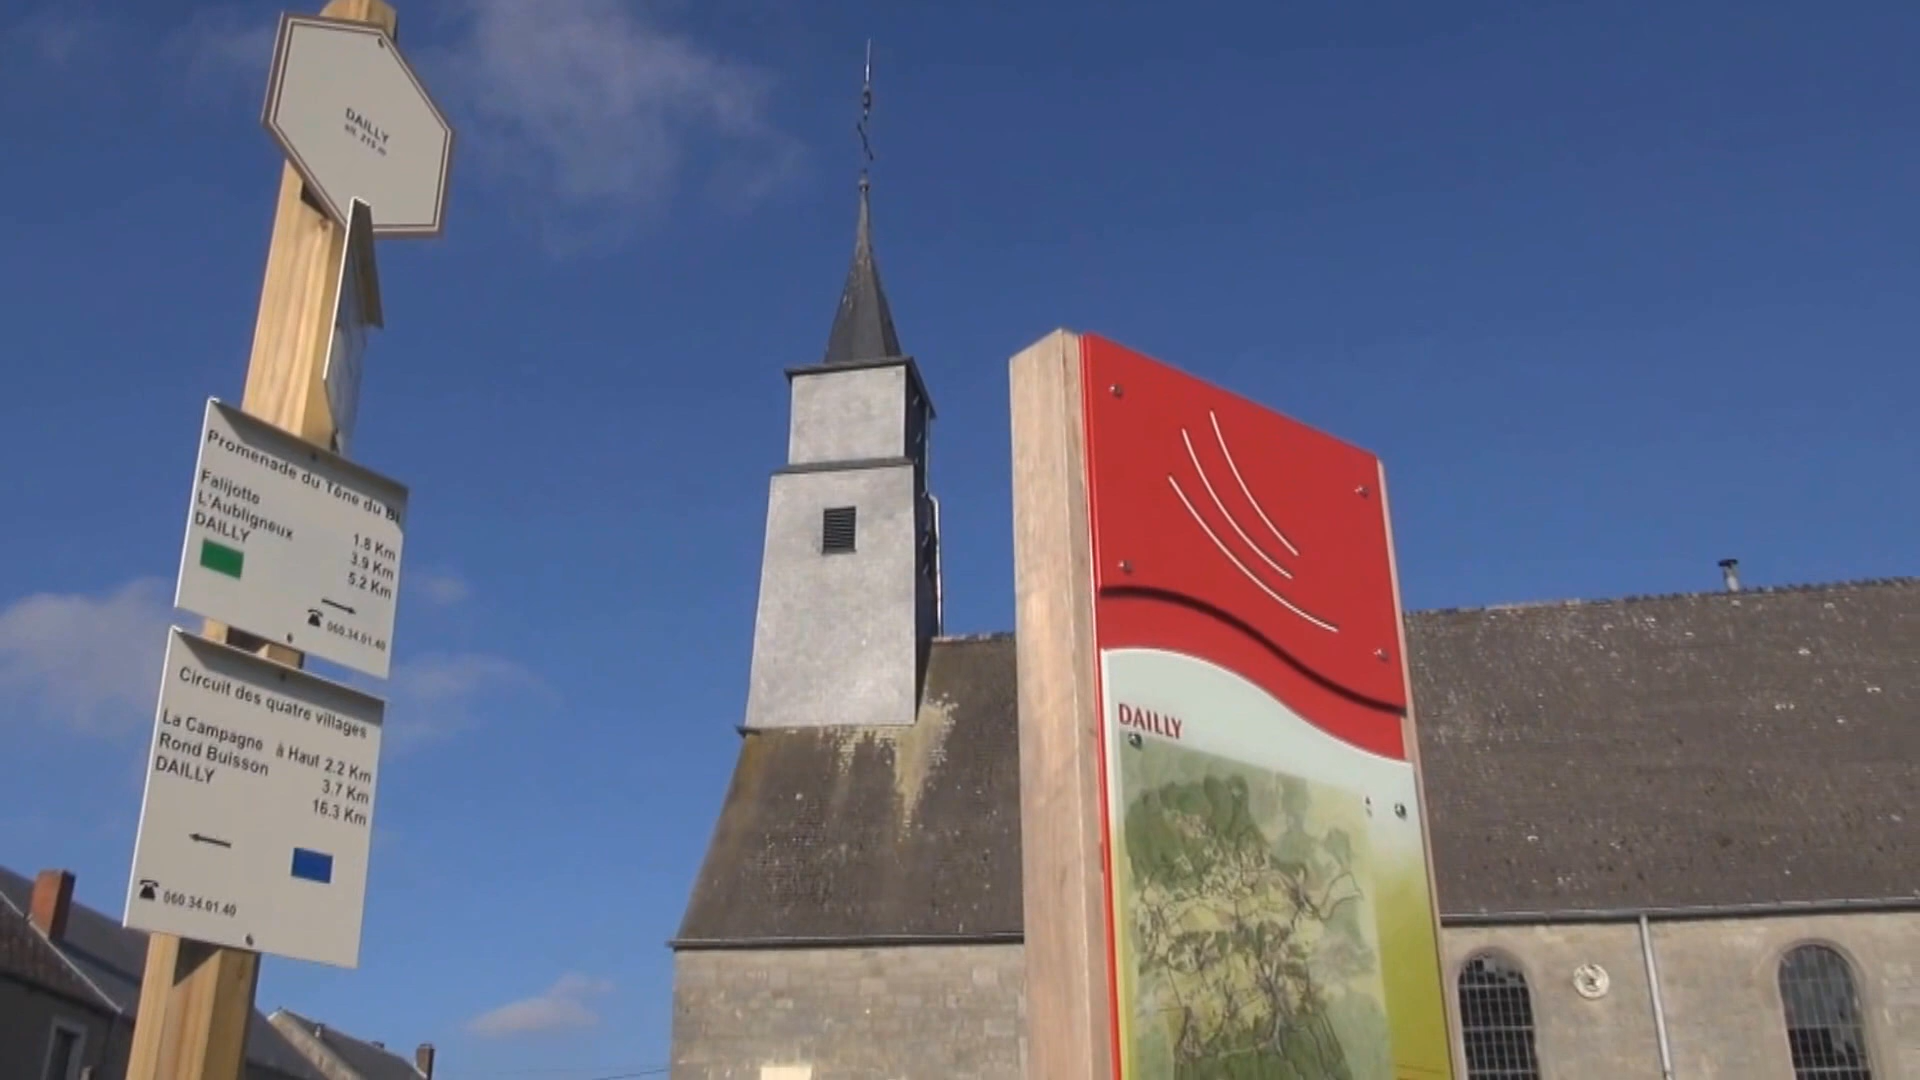 DAILLY
alt. 215 m
Promenade du Tène du Bi
Falijotte 1.8 Km
L'Aubligneux 3.9 Km
DAILLY 5.2 Km
060.34.01.40
Circuit des quatre villages
La Campagne à Haut 2.2 Km
Rond Buisson 3.7 Km
DAILLY 16.3 Km
060.34.01.40
DAILLY